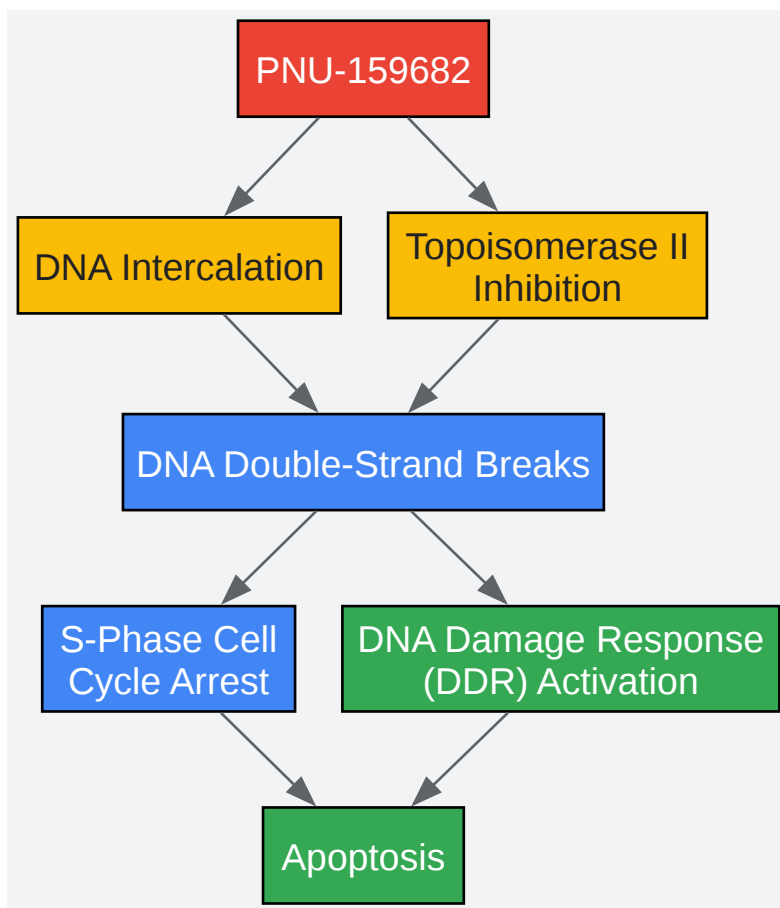 PNU-159682
DNA Intercalation
Topoisomerase II
Inhibition
DNA Double-Strand Breaks
S-Phase Cell
Cycle Arrest
DNA Damage Response
(DDR) Activation
Apoptosis